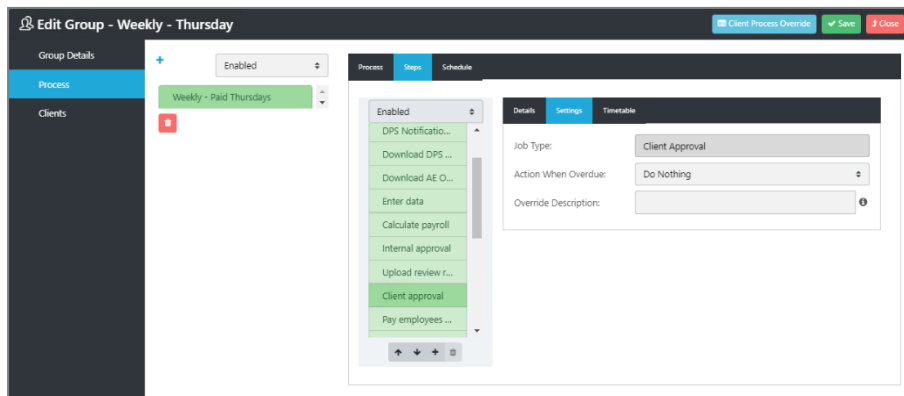 Edit Group - Weekly - Thursday
Client Process Override
Save
Close
Group Details
Process
Clients
Enabled
Weekly - Paid Thursdays
Process
Steps
Schedule
Enabled
DPS Notificatio...
Download DPS ...
Download AE O...
Enter data
Calculate payroll
Internal approval
Upload review r...
Client approval
Pay employees ...
Details
Settings
Timetable
Job Type:
Client Approval
Action When Overdue:
Do Nothing
Override Description: